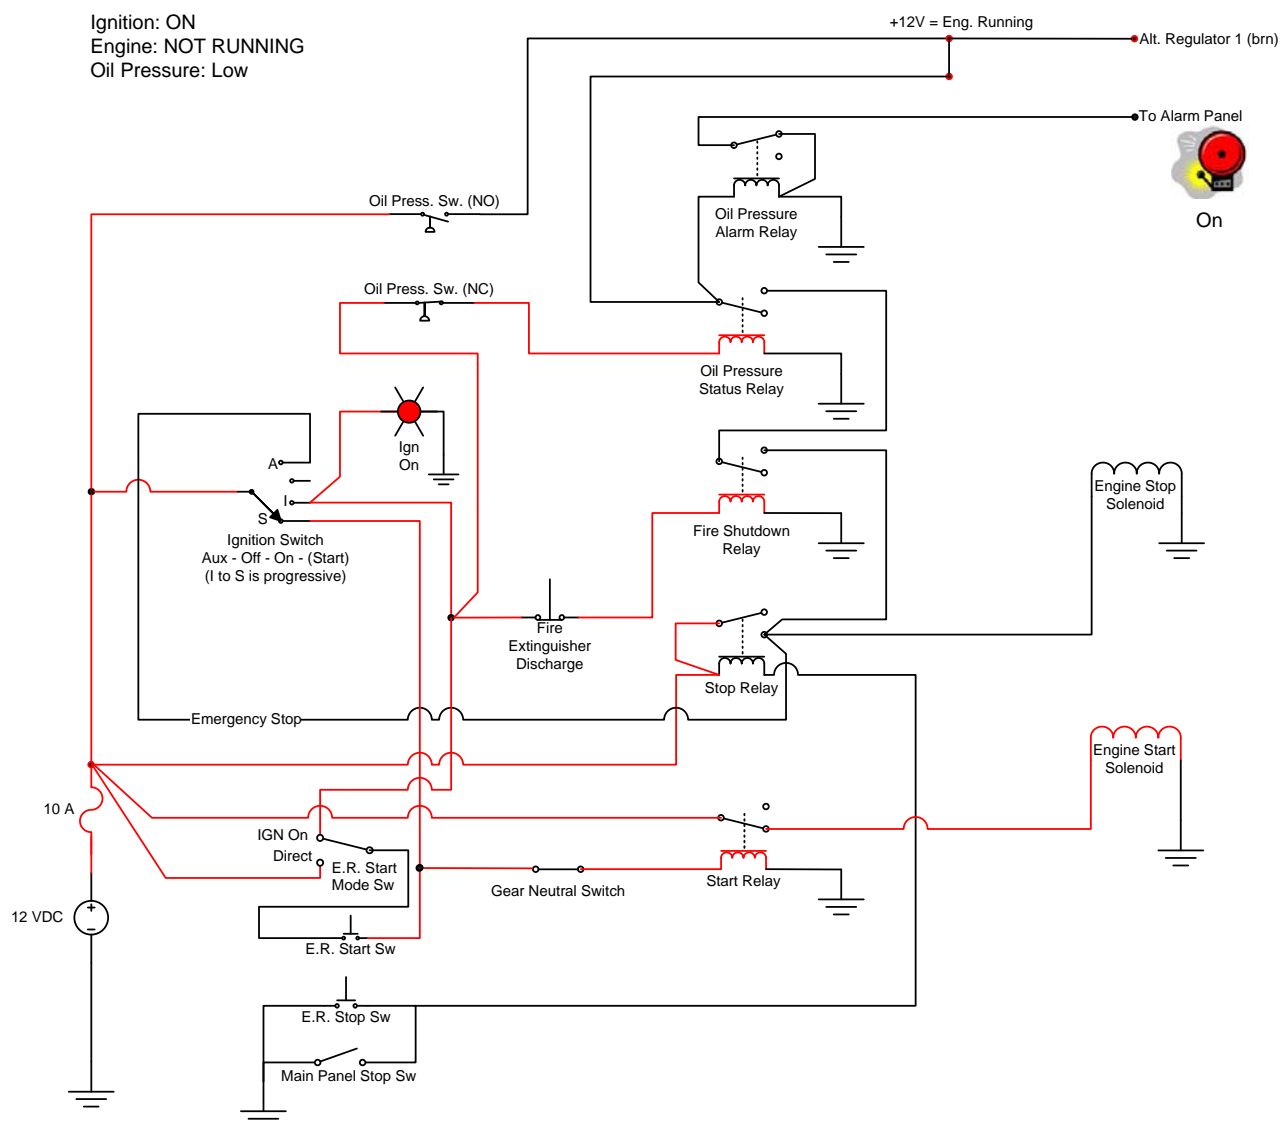 Ignition: ON
Engine: NOT RUNNING
Oil Pressure: Low
+12V = Eng. Running
Alt. Regulator 1 (brn)
To Alarm Panel
On
Oil Press. Sw. (NO)
Oil Pressure
Alarm Relay
Oil Press. Sw. (NC)
Oil Pressure
Status Relay
Ign
On
A
I
S
Ignition Switch
Aux - Off - On - (Start)
(I to S is progressive)
Engine Stop
Solenoid
Fire Shutdown
Relay
Fire
Extinguisher
Discharge
Stop Relay
Emergency Stop
Engine Start
Solenoid
10 A
IGN On
Direct
E.R. Start
Mode Sw
Gear Neutral Switch
Start Relay
12 VDC
+
−
E.R. Start Sw
E.R. Stop Sw
Main Panel Stop Sw